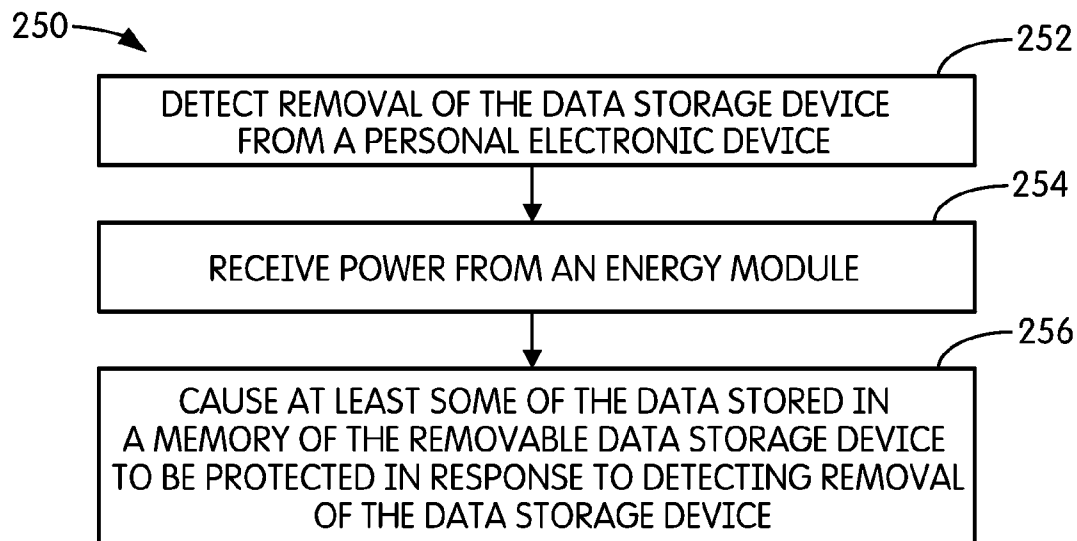 250
252
DETECT REMOVAL OF THE DATA STORAGE DEVICE
FROM A PERSONAL ELECTRONIC DEVICE
254
RECEIVE POWER FROM AN ENERGY MODULE
256
CAUSE AT LEAST SOME OF THE DATA STORED IN
A MEMORY OF THE REMOVABLE DATA STORAGE DEVICE
TO BE PROTECTED IN RESPONSE TO DETECTING REMOVAL
OF THE DATA STORAGE DEVICE